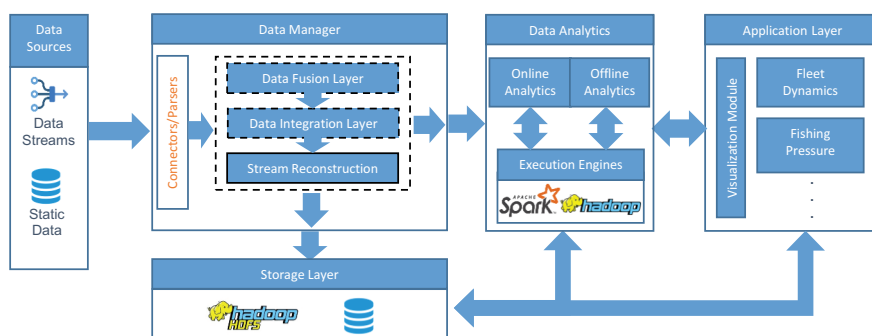 Data
Sources
Data
Streams
Static
Data
Data Manager
Connectors/Parsers
Data Fusion Layer
Data Integration Layer
Stream Reconstruction
Data Analytics
Online
Analytics
Offline
Analytics
Execution Engines
APACHE
Spark
hadoop
Application Layer
Visualization Module
Fleet
Dynamics
Fishing
Pressure
.
.
.
Storage Layer
hadoop
HDFS